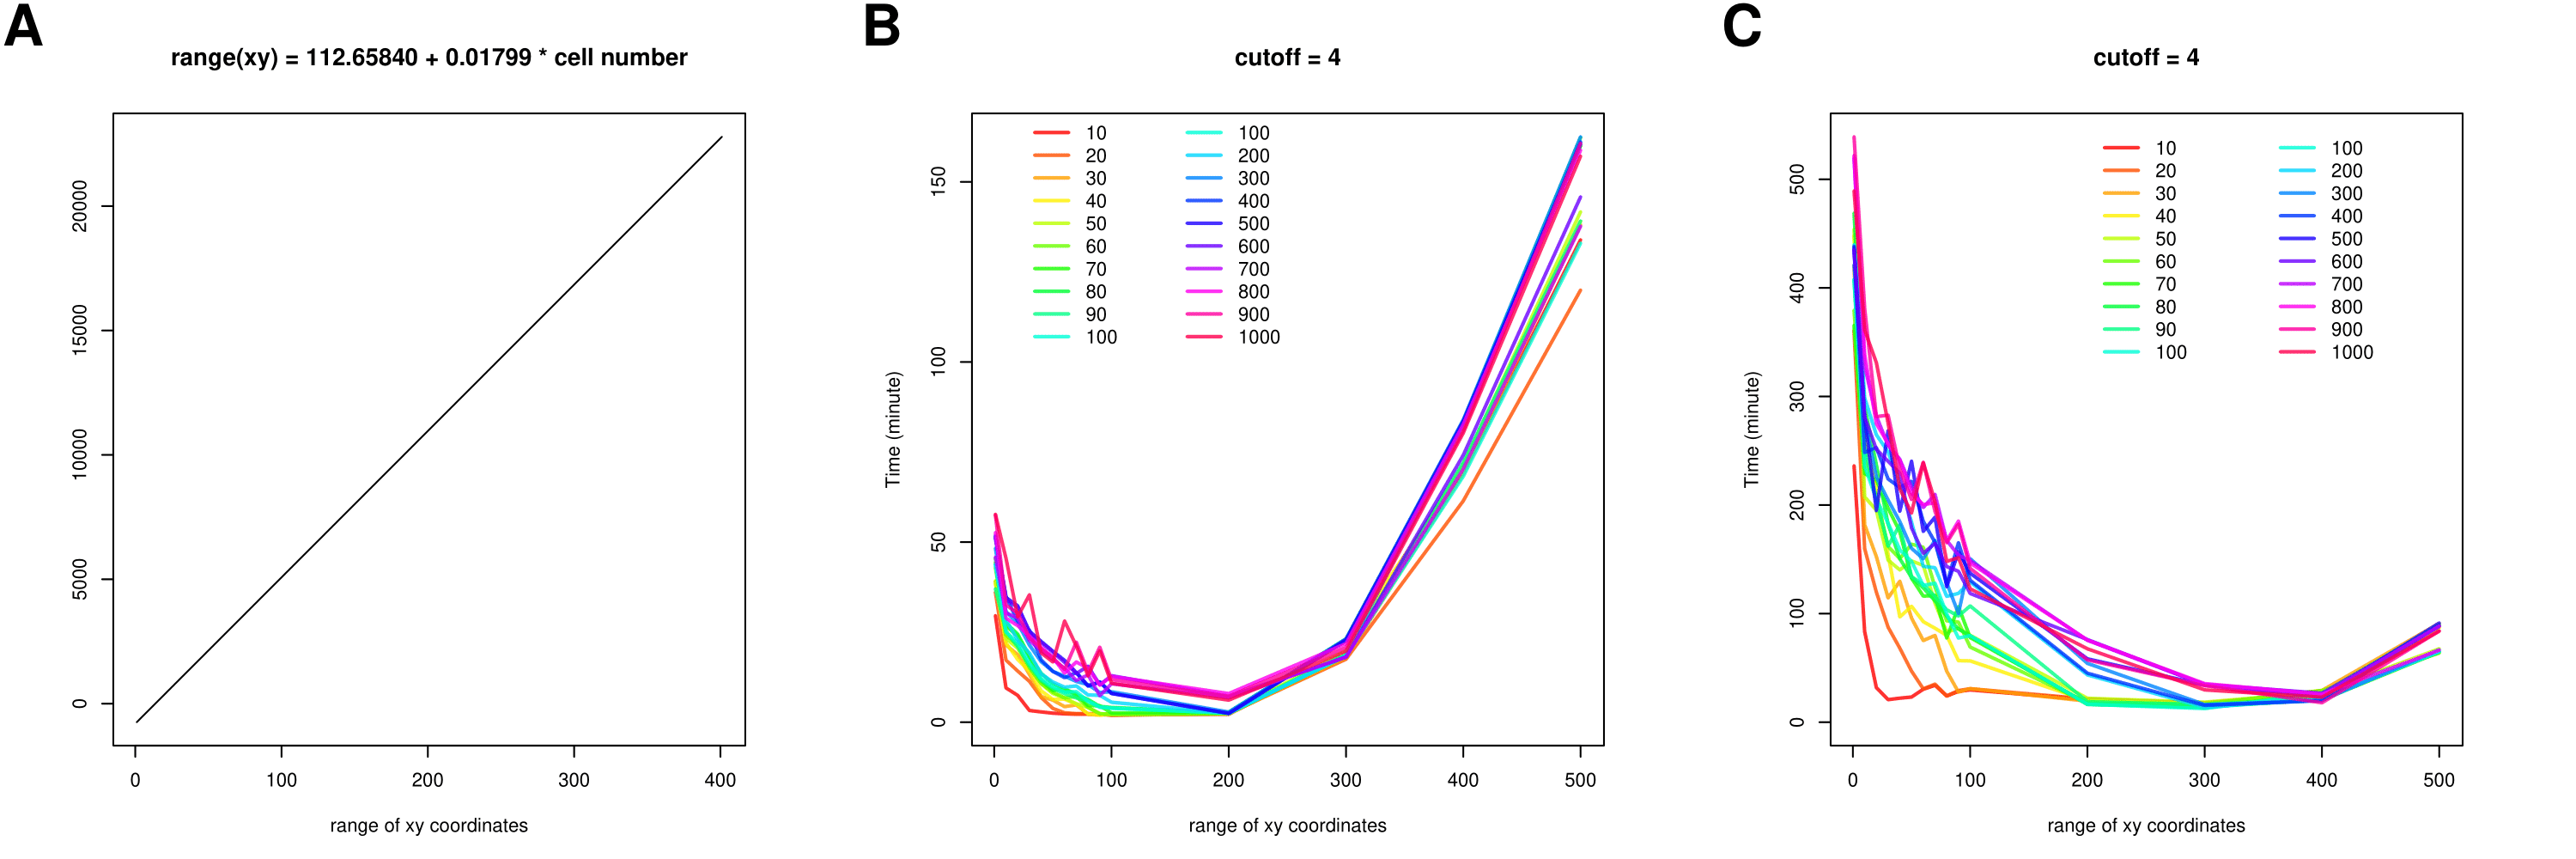 A
range(xy) = 112.65840 + 0.01799 * cell number
0
5000
10000
15000
20000
0 100 200 300 400
range of xy coordinates
B
cutoff = 4
Time (minute)
0
50
100
150
10 100
20 200
30 300
40 400
50 500
60 600
70 700
80 800
90 900
100 1000
0 100 200 300 400 500
range of xy coordinates
C
cutoff = 4
Time (minute)
0
100
200
300
400
500
10 100
20 200
30 300
40 400
50 500
60 600
70 700
80 800
90 900
100 1000
0 100 200 300 400 500
range of xy coordinates